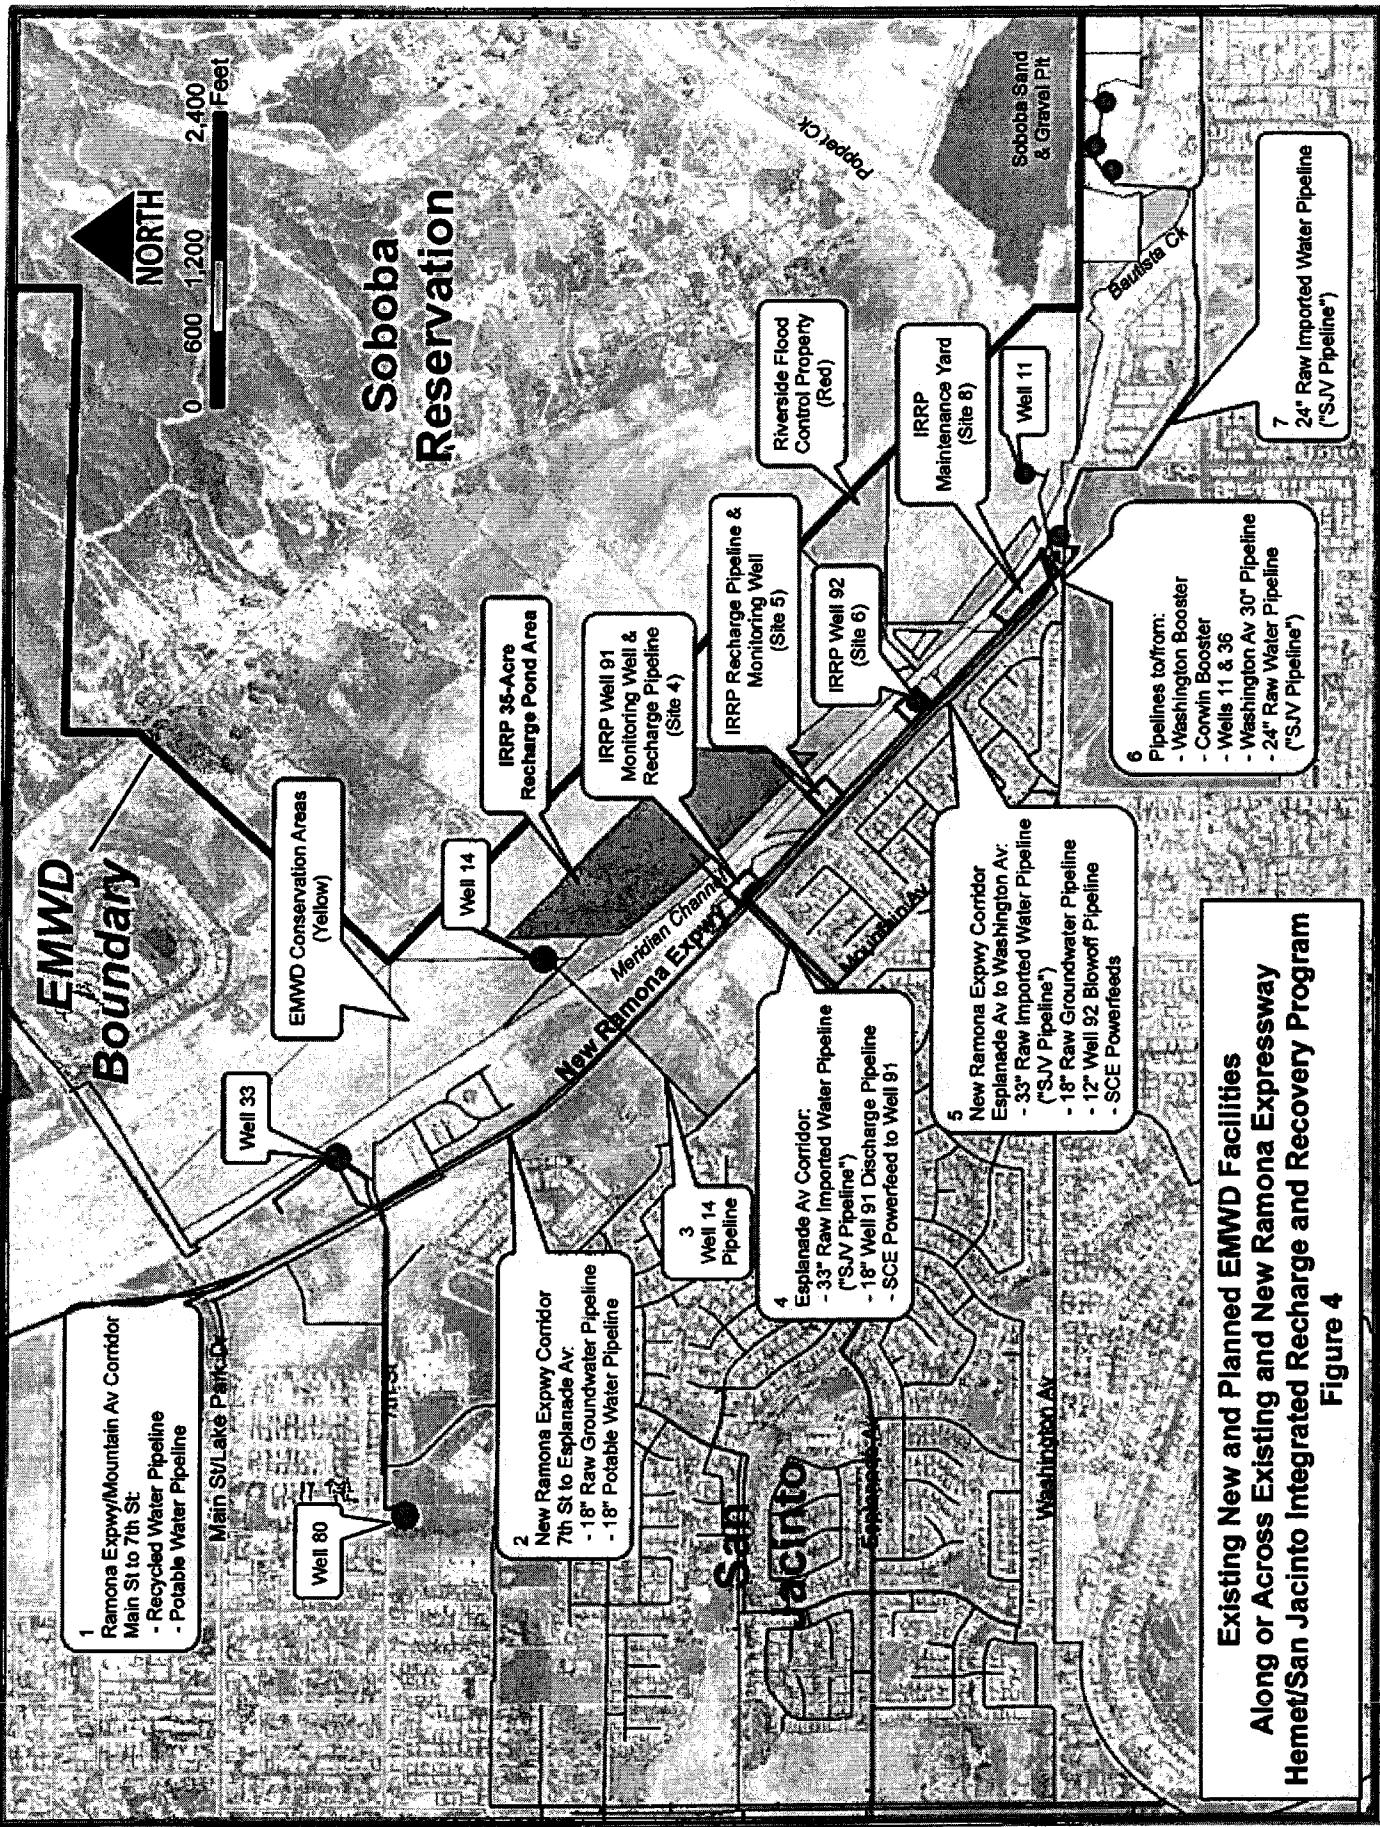 EMWD
Boundary
NORTH
0 600 1,200 2,400
Feet
Soboba
Reservation
Poppet Ck
Soboba Sand
& Gravel Pit
Bautista Ck
1
Ramona Expwy/Mountain Av Corridor
Main St to 7th St:
- Recycled Water Pipeline
- Potable Water Pipeline
Main St/Lake Park Dr
Well 33
EMWD Conservation Areas
(Yellow)
Well 80
7th St
Well 14
IRRP 35-Acre
Recharge Pond Area
2
New Ramona Expwy Corridor
7th St to Esplanade Av:
- 18" Raw Groundwater Pipeline
- 18" Potable Water Pipeline
New Ramona Expwy
Meridian Channel
IRRP Well 91
Monitoring Well &
Recharge Pipeline
(Site 4)
3
Well 14
Pipeline
IRRP Recharge Pipeline &
Monitoring Well
(Site 5)
Riverside Flood
Control Property
(Red)
IRRP Well 92
(Site 6)
IRRP
Maintenance Yard
(Site 8)
Well 11
San
Jacinto
Mountain Av
4
Esplanade Av Corridor:
- 33" Raw Imported Water Pipeline
("SJV Pipeline")
- 18" Well 91 Discharge Pipeline
- SCE Powerfeed to Well 91
Esplanade Av
5
New Ramona Expwy Corridor
Esplanade Av to Washington Av:
- 33" Raw Imported Water Pipeline
("SJV Pipeline")
- 18" Raw Groundwater Pipeline
- 12" Well 92 Blowoff Pipeline
- SCE Powerfeeds
Washington Av
6
Pipelines to/from:
- Washington Booster
- Corwin Booster
- Wells 11 & 36
- Washington Av 30" Pipeline
- 24" Raw Water Pipeline
("SJV Pipeline")
7
24" Raw Imported Water Pipeline
("SJV Pipeline")
Existing New and Planned EMWD Facilities
Along or Across Existing and New Ramona Expressway
Hemet/San Jacinto Integrated Recharge and Recovery Program
Figure 4